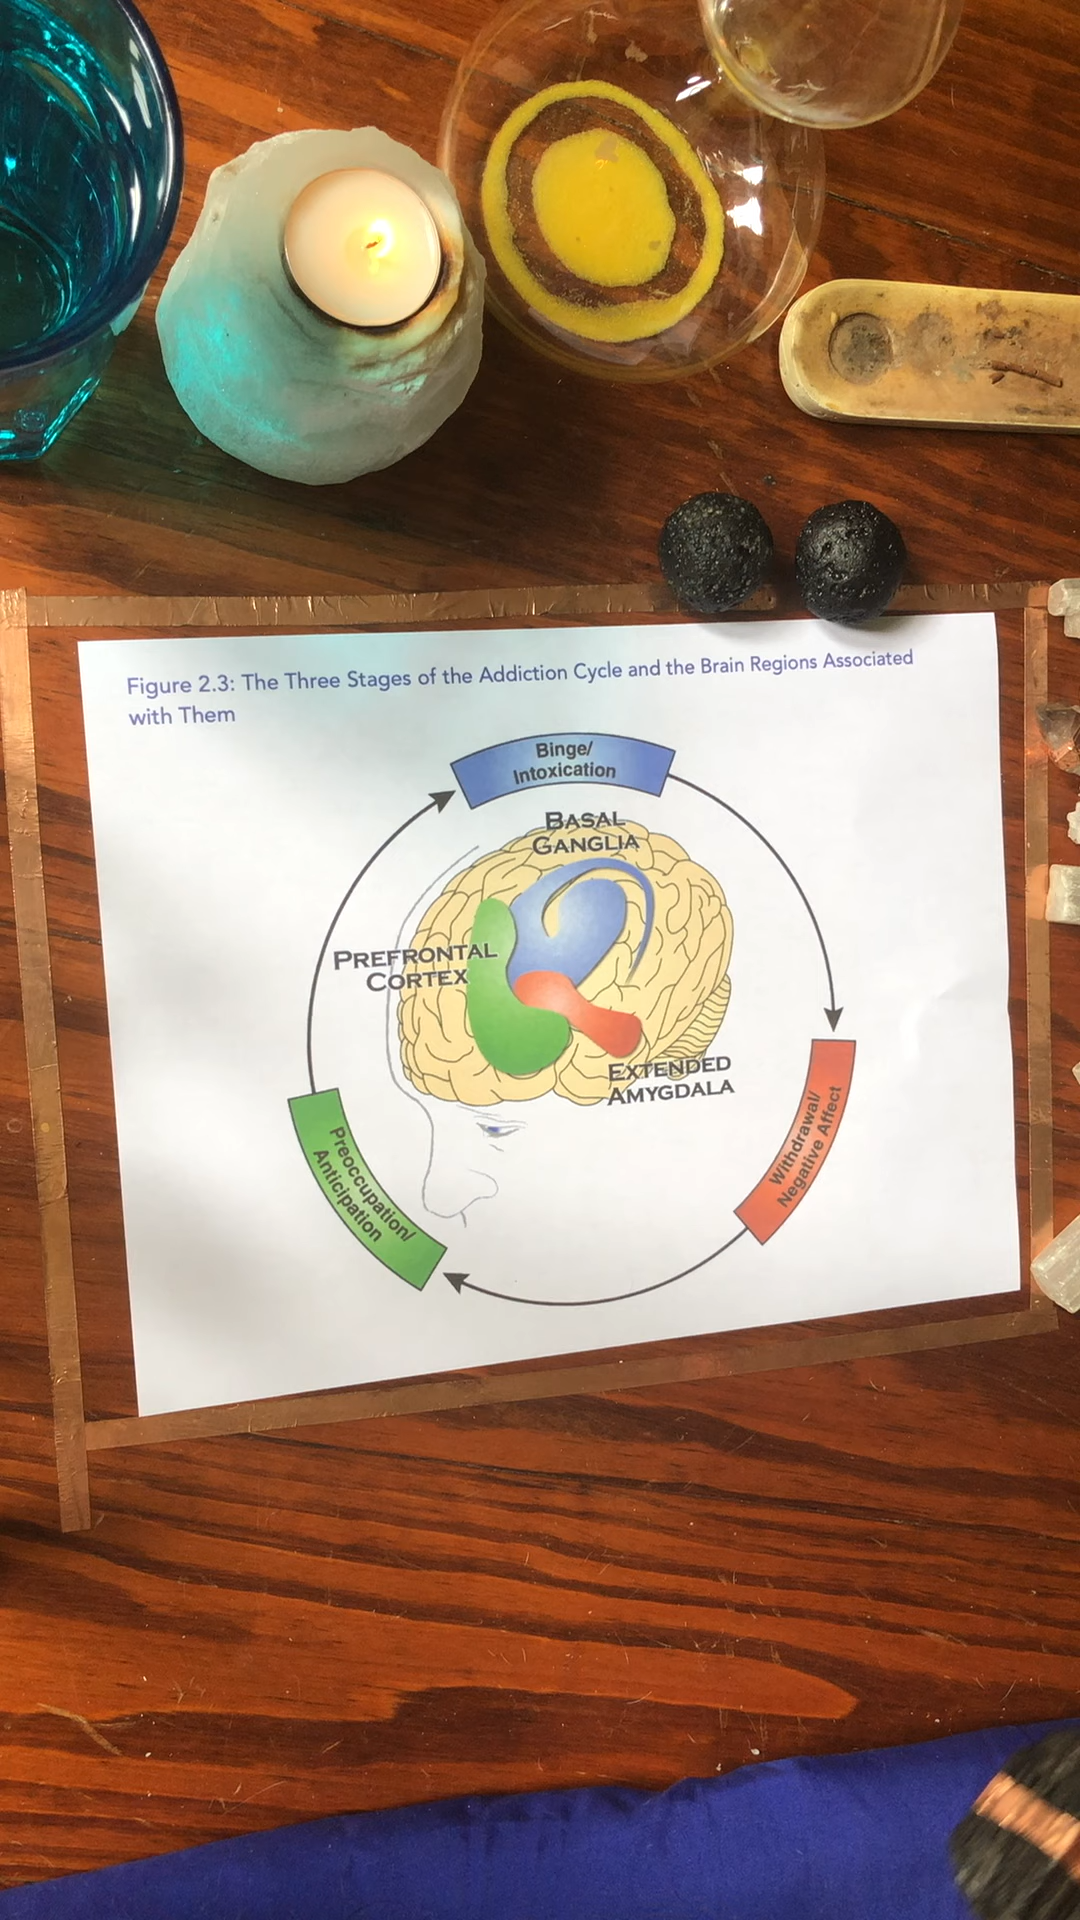 Figure 2.3: The Three Stages of the Addiction Cycle and the Brain Regions Associated
with Them
Binge/
Intoxication
BASAL
GANGLIA
PREFRONTAL
CORTEX
EXTENDED
AMYGDALA
Withdrawal/
Negative Affect
Preoccupation/
Anticipation